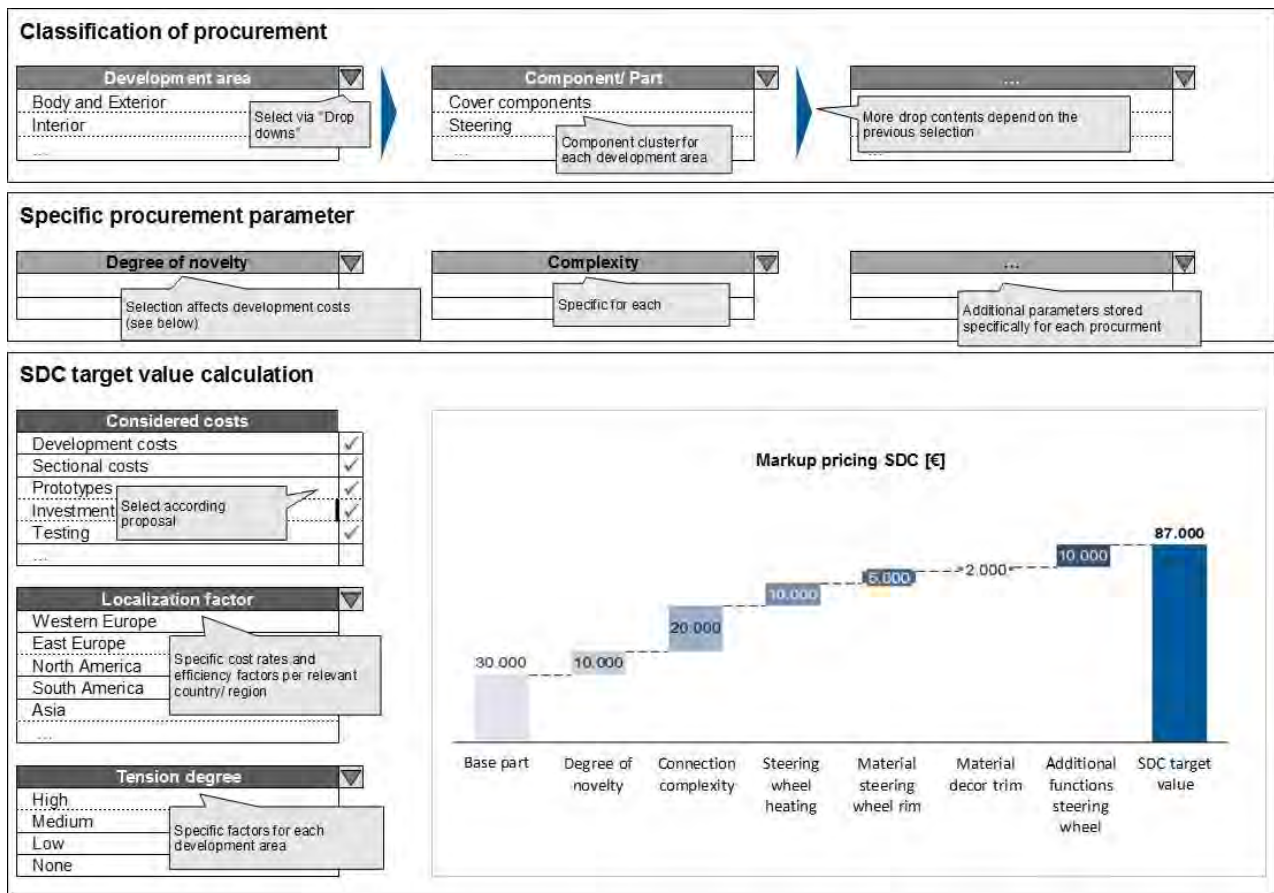 Classification of procurement
Development area
Body and Exterior
Interior
...
Select via "Drop
downs"
Component/ Part
Cover components
Steering
...
Component cluster for
each development area
...
More drop contents depend on the
previous selection
...
Specific procurement parameter
Degree of novelty
Selection affects development costs
(see below)
Complexity
Specific for each
...
Additional parameters stored
specifically for each procurment
SDC target value calculation
Considered costs
Development costs
Sectional costs
Prototypes
Investment
Testing
...
Select according
proposal
Localization factor
Western Europe
East Europe
North America
South America
Asia
...
Specific cost rates and
efficiency factors per relevant
country/ region
Tension degree
High
Medium
Low
None
Specific factors for each
development area
Markup pricing SDC [€]
30.000
10.000
20.000
10.000
5.000
2.000
10.000
87.000
Base part
Degree of
novelty
Connection
complexity
Steering
wheel
heating
Material
steering
wheel rim
Material
decor trim
Additional
functions
steering
wheel
SDC target
value